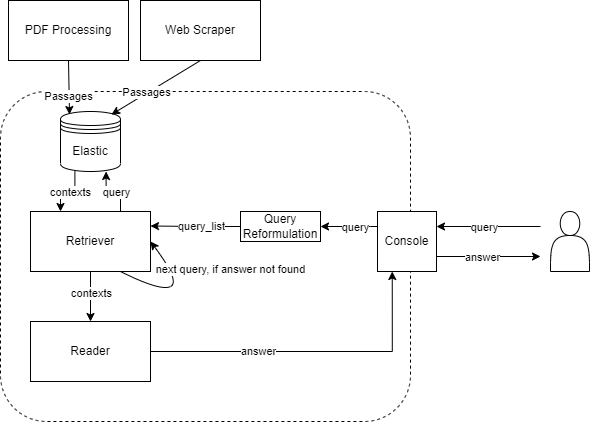 PDF Processing
Web Scraper
Passages
Passages
Elastic
contexts
query
Retriever
query_list
Query
Reformulation
query
Console
query
answer
next query, if answer not found
contexts
Reader
answer